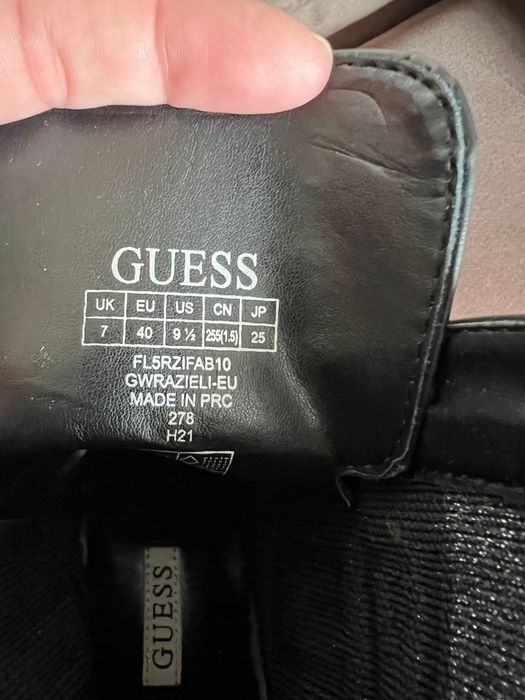 GUESS
UK EU US CN JP
7 40 9 ½ 255(1.5) 25
FL5RZIFAB10
GWRAZIELI-EU
MADE IN PRC
278
H21
GUESS